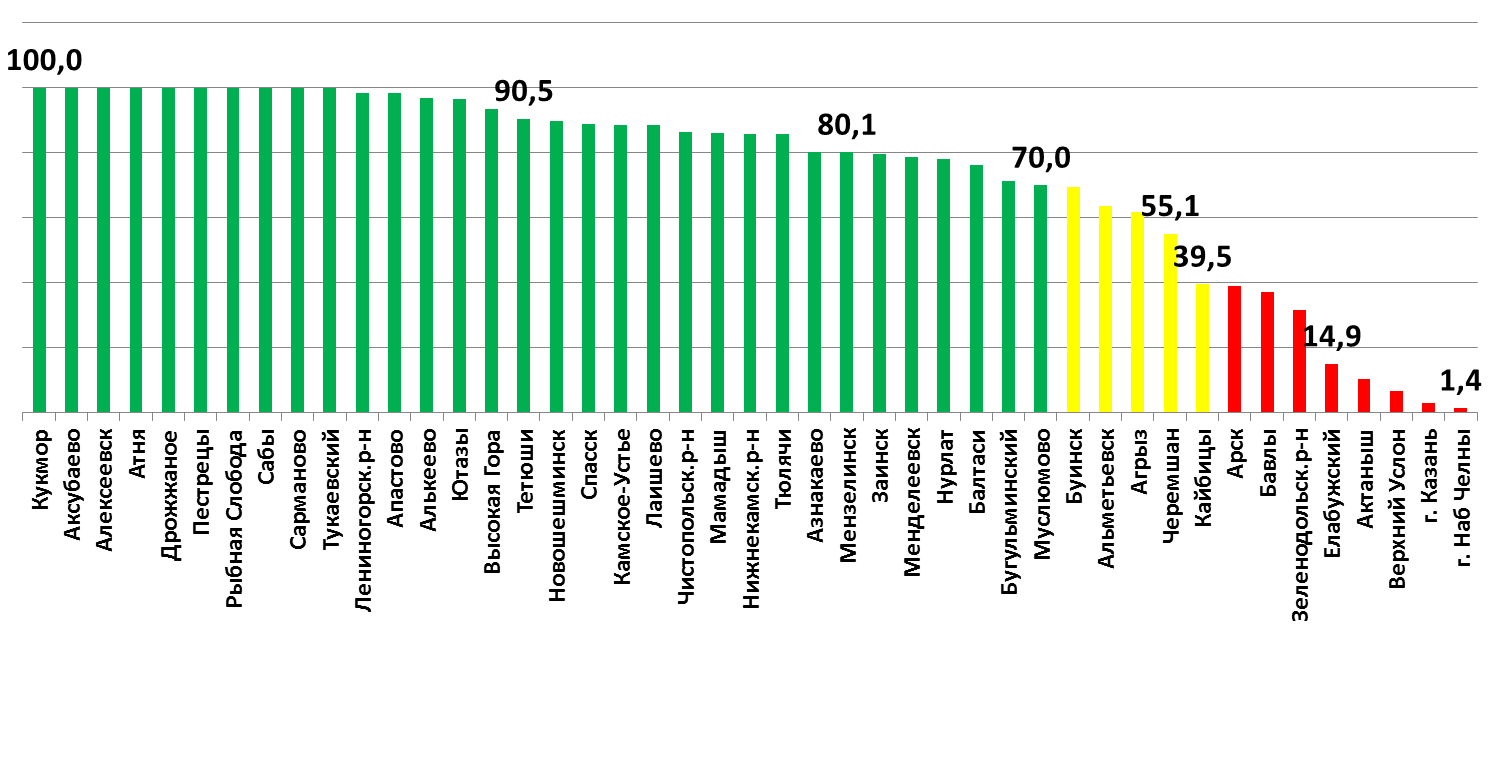 100,0
90,5
80,1
70,0
55,1
39,5
14,9
1,4
Кукмор
Аксубаево
Алексеевск
Атня
Дрожжаное
Пестрецы
Рыбная Слобода
Сабы
Сарманово
Тукаевский
Лениногорск.р-н
Апастово
Алькеево
Ютазы
Высокая Гора
Тетюши
Новошешминск
Спасск
Камское-Устье
Лаишево
Чистопольск.р-н
Мамадыш
Нижнекамск.р-н
Тюлячи
Азнакаево
Мензелинск
Заинск
Менделеевск
Нурлат
Балтаси
Бугульминский
Муслюмово
Буинск
Альметьевск
Агрыз
Черемшан
Кайбицы
Арск
Бавлы
Зеленодольск.р-н
Елабужский
Актаныш
Верхний Услон
г. Казань
г. Наб Челны